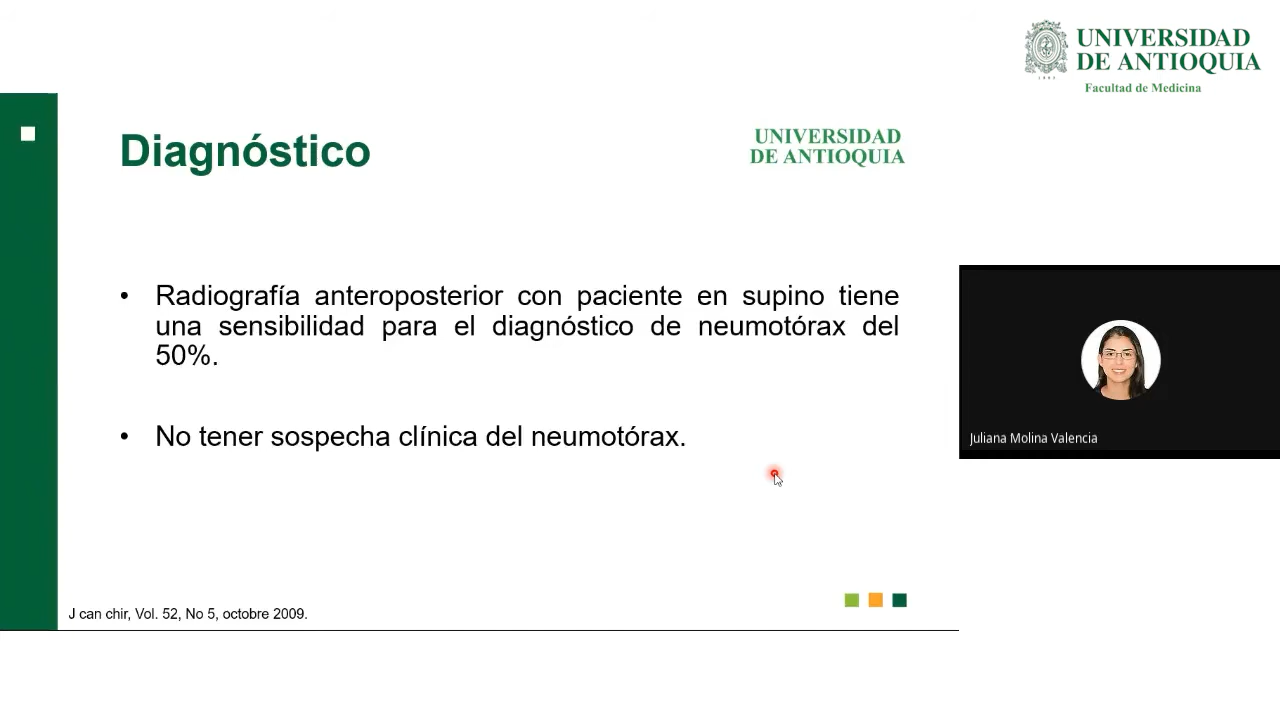 UNIVERSIDAD
DE ANTIOQUIA
1803
Facultad de Medicina
Diagnóstico
UNIVERSIDAD
DE ANTIOQUIA
• Radiografía anteroposterior con paciente en supino tiene
una sensibilidad para el diagnóstico de neumotórax del
50%.
• No tener sospecha clínica del neumotórax.
Juliana Molina Valencia
J can chir, Vol. 52, No 5, octobre 2009.